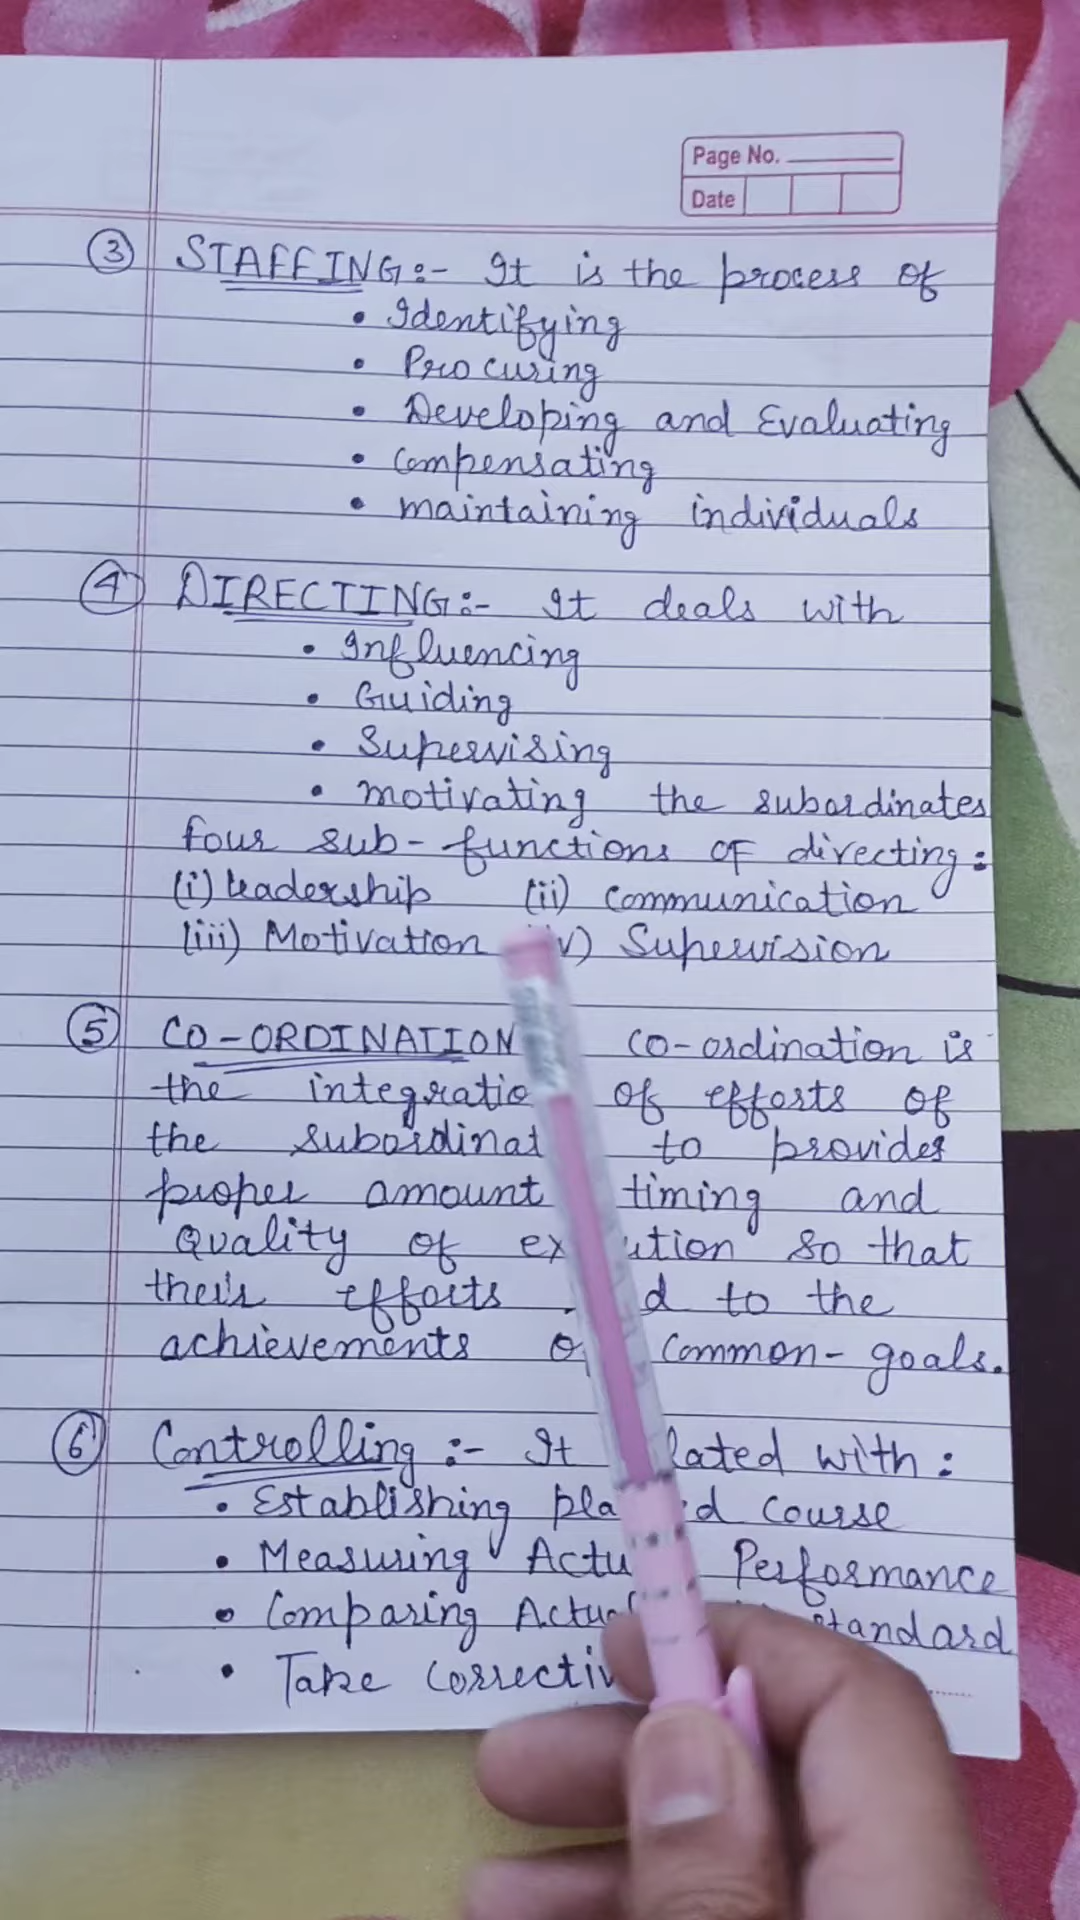 Page No.
Date
③ STAFFING:- It is the process of
• Identifying
• Procuring
• Developing and Evaluating
• Compensating
• maintaining individuals
④ DIRECTING:- It deals with
• Influencing
• Guiding
• Supervising
• motivating the subordinates
four sub-functions of directing:
(i) Leadership (ii) Communication
(iii) Motivation iv) Supervision
⑤ CO-ORDINATION co-ordination is
the of efforts of
the to provides
proper amount timing and
Quality of so that
their efforts to the
achievements common-goals.
⑥ Controlling :- It with:
• Establishing course
• Measuring Performance
• Comparing standard
• Take